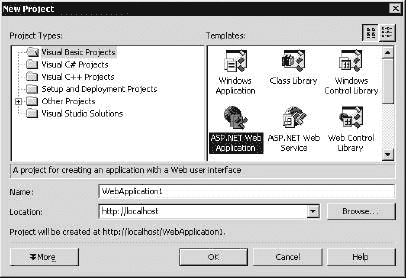 New Project
Project Types:
Templates:
Visual Basic Projects
Visual C# Projects
Visual C++ Projects
Setup and Deployment Projects
Other Projects
Visual Studio Solutions
Windows Application
Class Library
Windows Control Library
ASP.NET Web Application
ASP.NET Web Service
Web Control Library
A project for creating an application with a Web user interface
Name:
WebApplication1
Location:
http://localhost
Browse...
Project will be created at http://localhost/WebApplication1.
More
OK
Cancel
Help